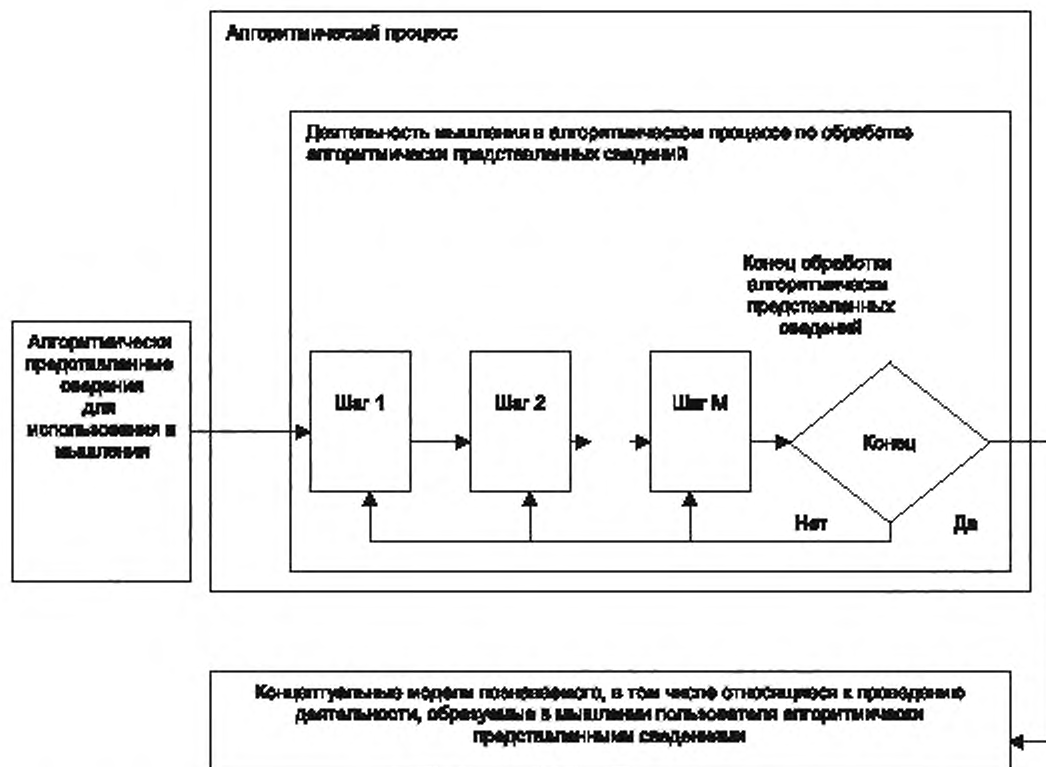 Алгоритмический процесс
Деятельность мышления в алгоритмическом процессе по обработке
алгоритмически представленных сведений
Конец обработки
алгоритмически
представленных
сведений
Алгоритмически
представленные
сведения
для
использования в
мышления
Шаг 1
Шаг 2
Шаг М
Конец
Нет
Да
Концептуальные модели познаваемого, в том числе относящиеся к проведению
деятельности, образуемые в мышлении пользователя алгоритмически
представленными сведениями